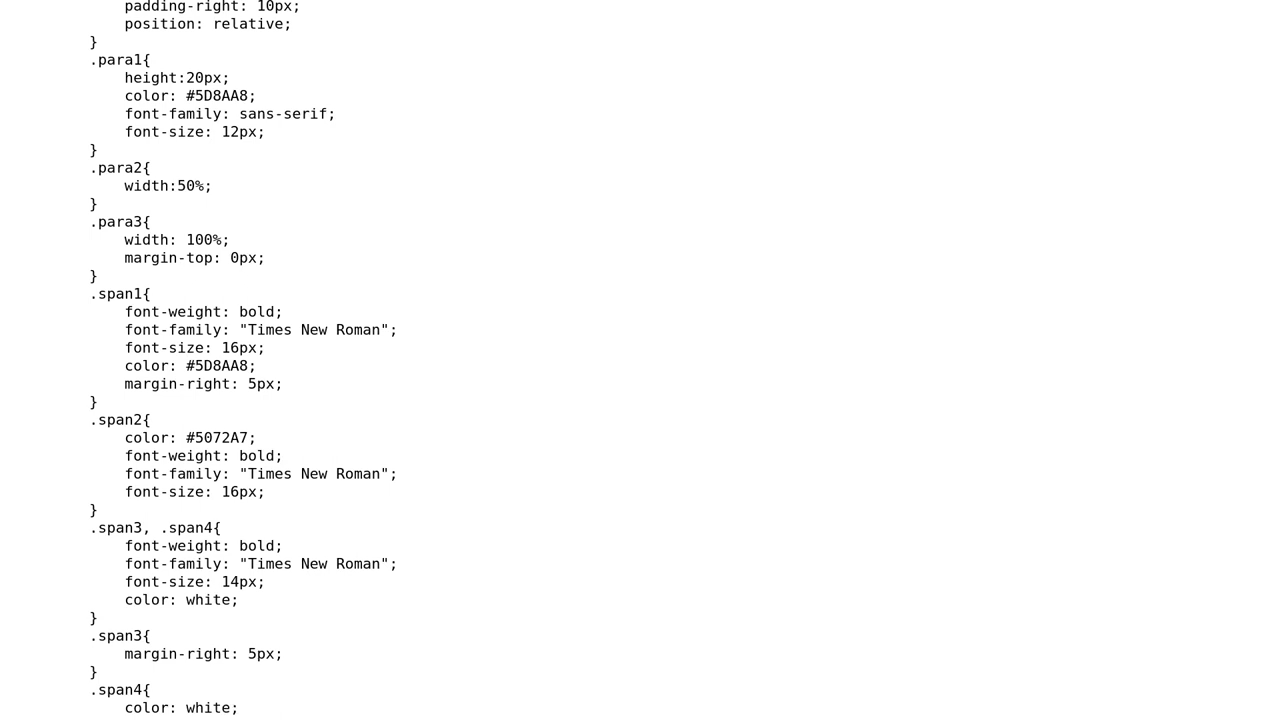 padding-right: 10px;
position: relative;
}
.para1{
height:20px;
color: #5D8AA8;
font-family: sans-serif;
font-size: 12px;
}
.para2{
width:50%;
}
.para3{
width: 100%;
margin-top: 0px;
}
.span1{
font-weight: bold;
font-family: "Times New Roman";
font-size: 16px;
color: #5D8AA8;
margin-right: 5px;
}
.span2{
color: #5072A7;
font-weight: bold;
font-family: "Times New Roman";
font-size: 16px;
}
.span3, .span4{
font-weight: bold;
font-family: "Times New Roman";
font-size: 14px;
color: white;
}
.span3{
margin-right: 5px;
}
.span4{
color: white;